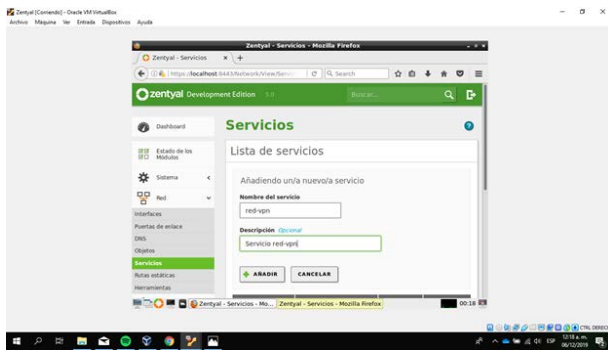 Zentyal [Corriendo] - Oracle VM VirtualBox
Archivo Máquina Ver Entrada Dispositivos Ayuda
Zentyal - Servicios - Mozilla Firefox
Zentyal - Servicios
https://localhost:8443/Network/View/Servi
Search
zentyal Development Edition 5.0
Buscar...
Dashboard
Servicios
Estado de los
Módulos
Lista de servicios
Sistema
Añadiendo un/a nuevo/a servicio
Red
Nombre del servicio
red-vpn
Interfaces
Puertas de enlace
Descripción Opcional
DNS
Servicio red-vpn
Objetos
Servicios
Rutas estáticas
AÑADIR CANCELAR
Herramientas
Zentyal - Servicios - Mo... Zentyal - Servicios - Mozilla Firefox 00:18
CTRL DERECHA
ESP
12:18 a. m.
06/12/2019